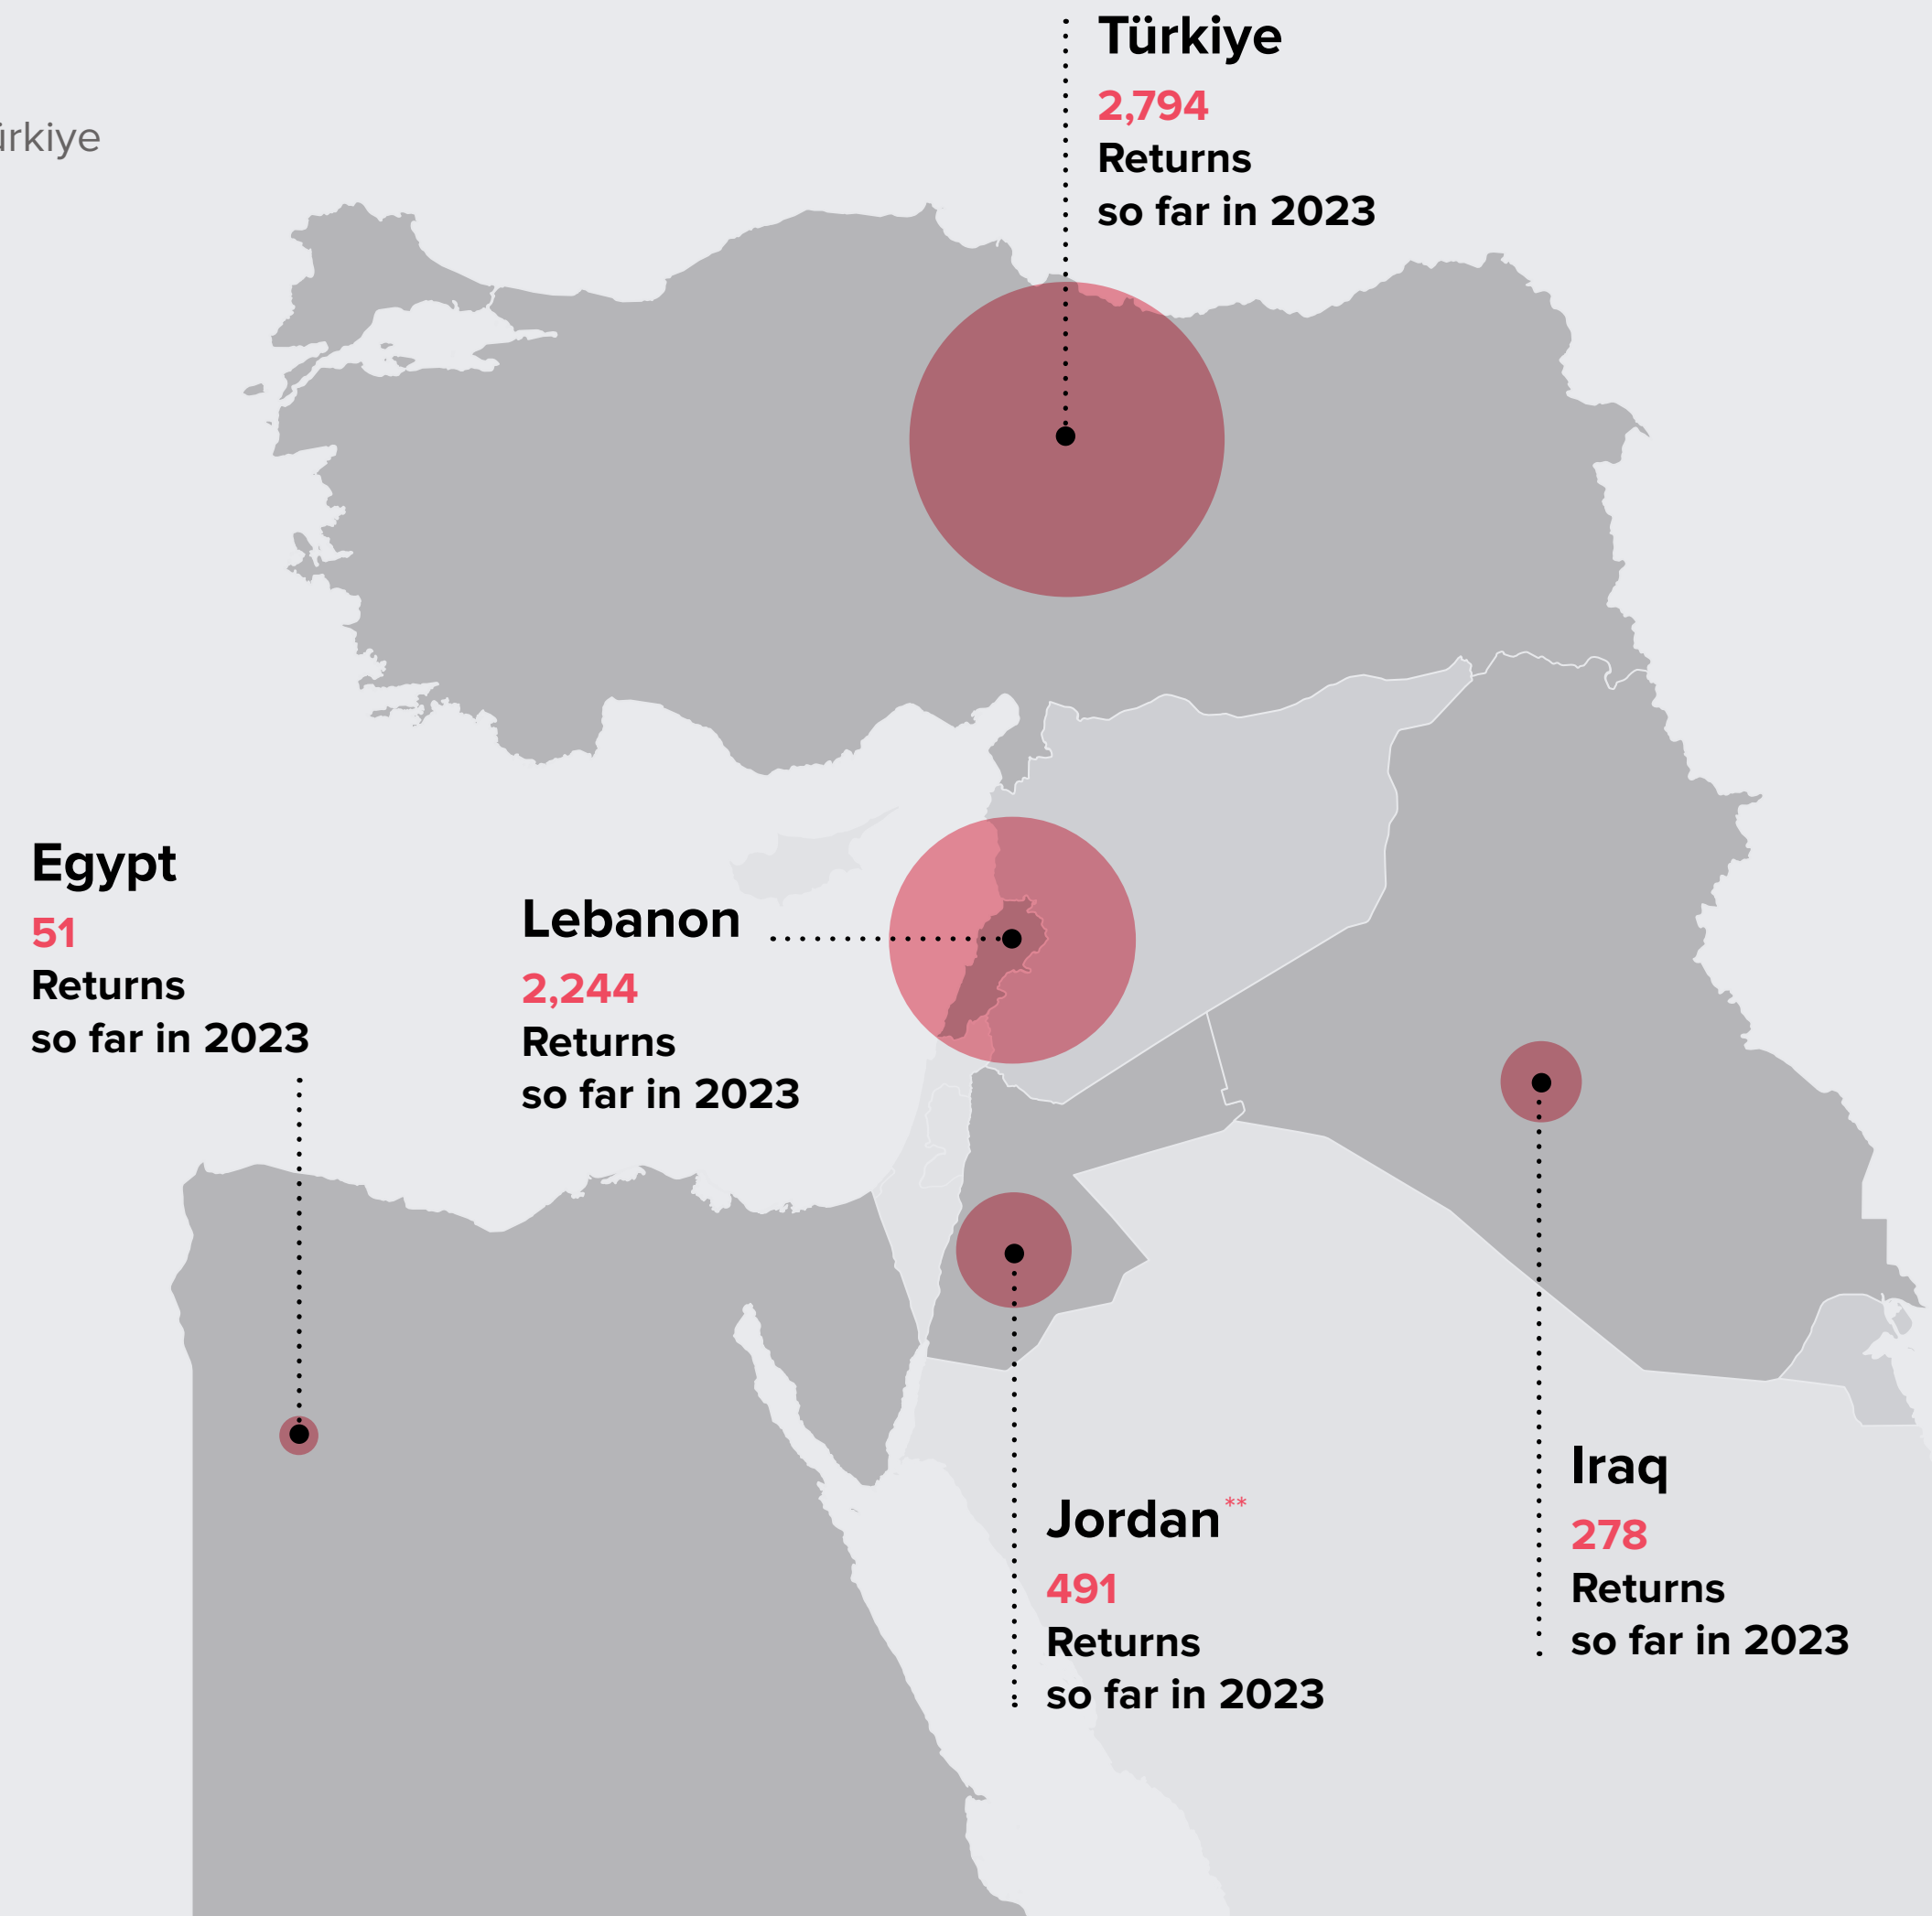 Türkiye
2,794
Returns
so far in 2023
Egypt
51
Returns
so far in 2023
Lebanon
2,244
Returns
so far in 2023
Jordan**
491
Returns
so far in 2023
Iraq
278
Returns
so far in 2023